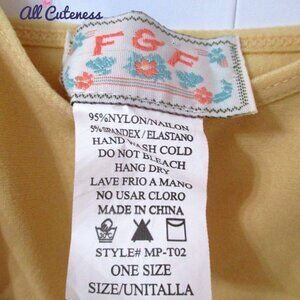 All Cuteness
F & F
95%NYLON/NAILON
5%SPANDEX/ELASTANO
HAND WASH COLD
DO NOT BLEACH
HANG DRY
LAVE FRIO A MANO
NO USAR CLORO
MADE IN CHINA
STYLE# MP-T02
ONE SIZE
SIZE/UNITALLA